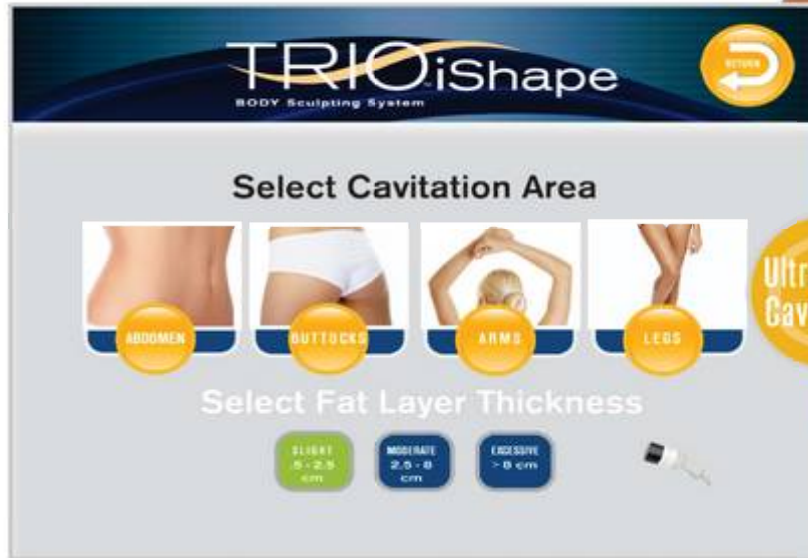 TRIO iShape
BODY Sculpting System
RETURN
Select Cavitation Area
ABDOMEN
BUTTOCKS
ARMS
LEGS
Ultr
Cav
Select Fat Layer Thickness
SLIGHT
.5 - 2.5
cm
MODERATE
2.5 - 8
cm
EXCESSIVE
> 8 cm